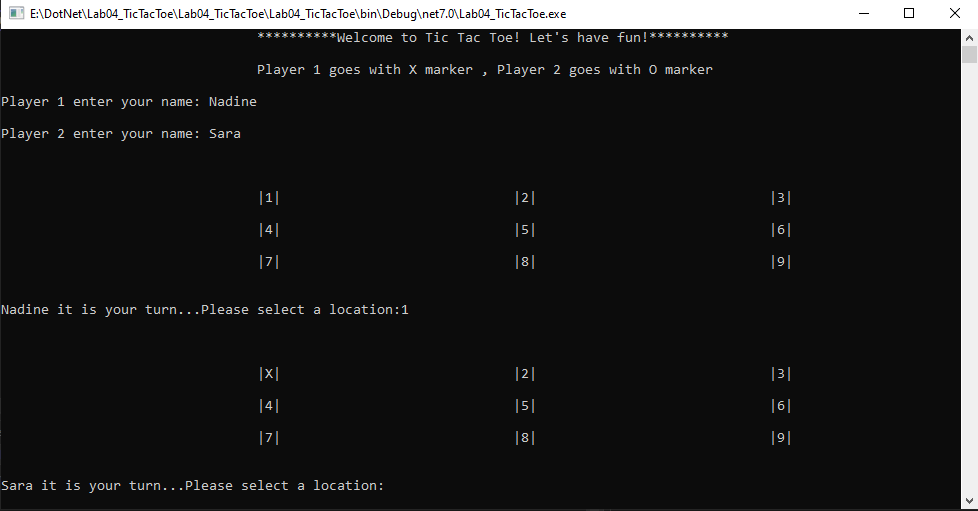 E:\DotNet\Lab04_TicTacToe\Lab04_TicTacToe\Lab04_TicTacToe\bin\Debug\net7.0\Lab04_TicTacToe.exe
**********Welcome to Tic Tac Toe! Let's have fun!**********
Player 1 goes with X marker , Player 2 goes with O marker
Player 1 enter your name: Nadine
Player 2 enter your name: Sara
|1| |2| |3|
|4| |5| |6|
|7| |8| |9|
Nadine it is your turn...Please select a location:1
|X| |2| |3|
|4| |5| |6|
|7| |8| |9|
Sara it is your turn...Please select a location: